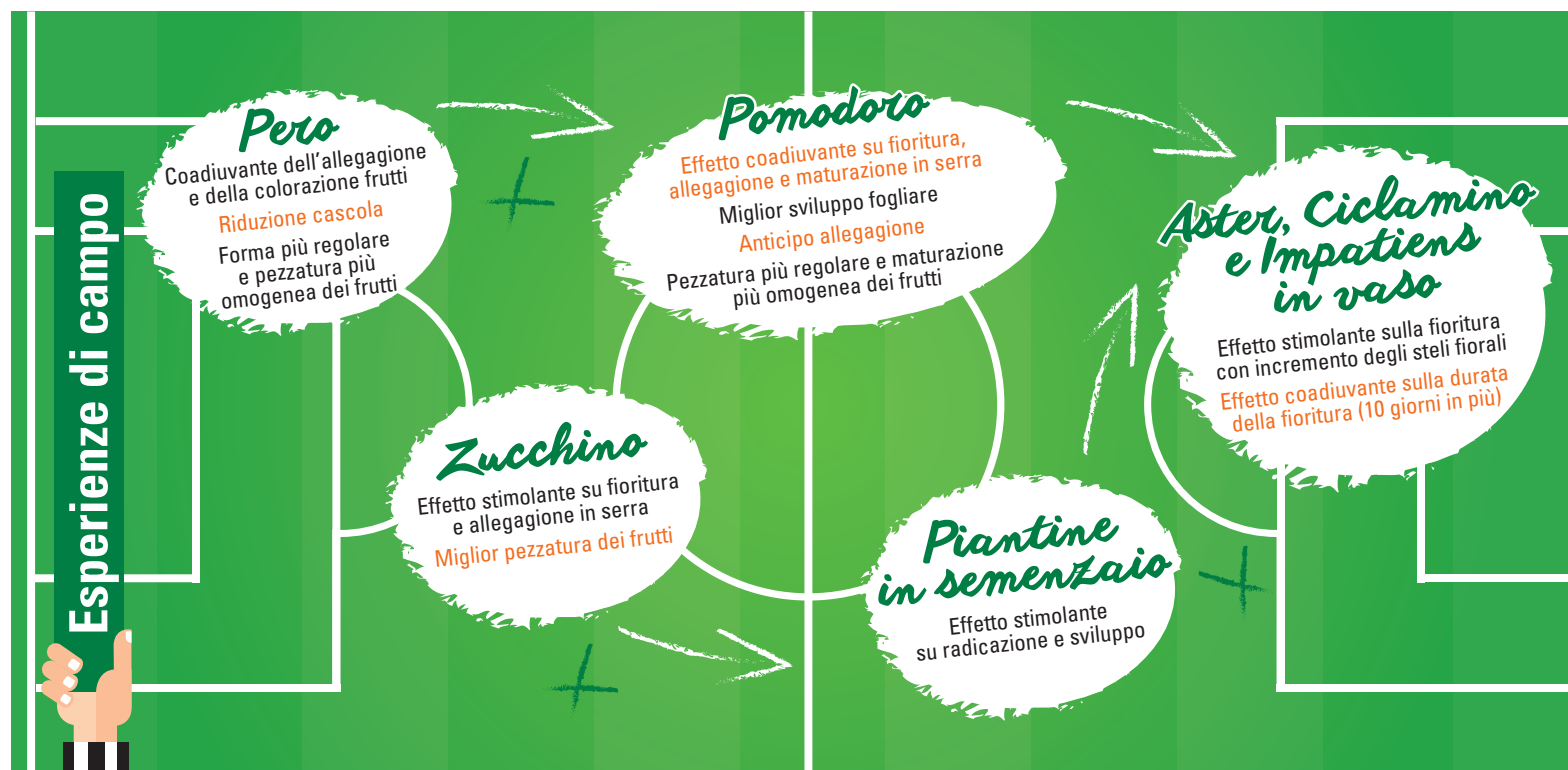 Esperienze di campo
Pero
Coadiuvante dell'allegagione
e della colorazione frutti
Riduzione cascola
Forma più regolare
e pezzatura più
omogenea dei frutti
Pomodoro
Effetto coadiuvante su fioritura,
allegagione e maturazione in serra
Miglior sviluppo fogliare
Anticipo allegagione
Pezzatura più regolare e maturazione
più omogenea dei frutti
Aster, Ciclamino
e Impatiens
in vaso
Effetto stimolante sulla fioritura
con incremento degli steli fiorali
Effetto coadiuvante sulla durata
della fioritura (10 giorni in più)
Zucchino
Effetto stimolante su fioritura
e allegagione in serra
Miglior pezzatura dei frutti
Piantine
in semenzaio
Effetto stimolante
su radicazione e sviluppo